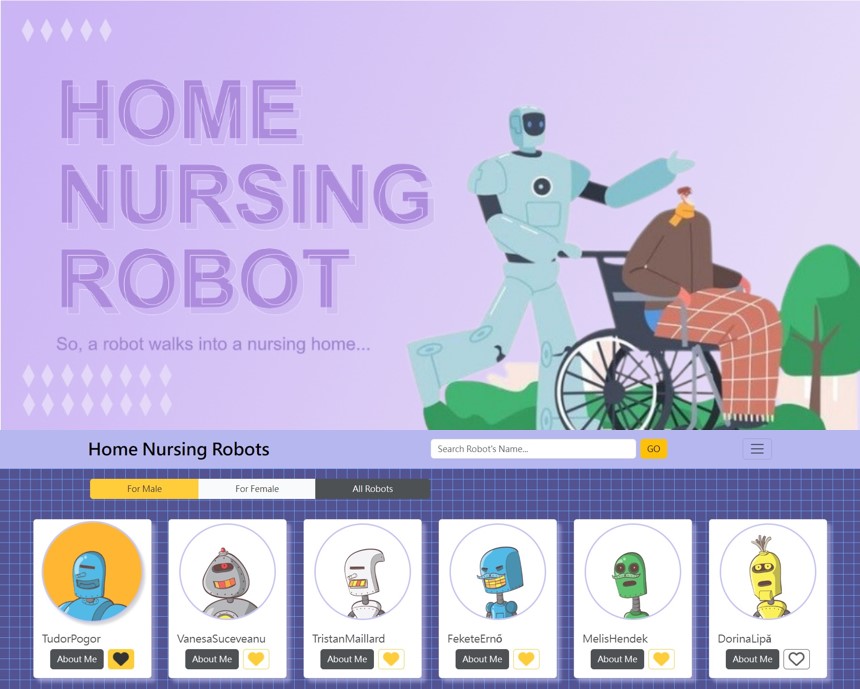 HOME
NURSING
ROBOT
So, a robot walks into a nursing home...
Home Nursing Robots
Search Robot's Name...
GO
For Male
For Female
All Robots
TudorPogor
VanesaSuceveanu
TristanMaillard
FeketeErnő
MelisHendek
DorinaLipă
About Me
About Me
About Me
About Me
About Me
About Me